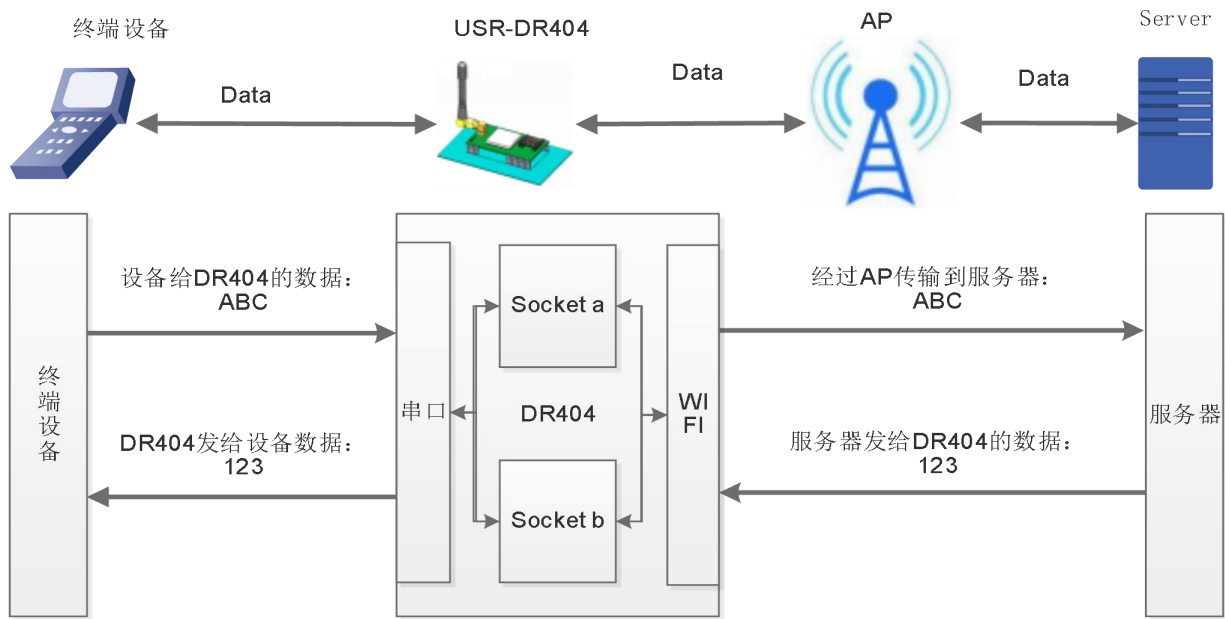 终端设备
USR-DR404
AP
Server
Data
Data
Data
设备给DR404的数据：
ABC
经过AP传输到服务器：
ABC
Socket a
终端设备
串口
DR404
WI
FI
服务器
DR404发给设备数据：
123
服务器发给DR404的数据：
123
Socket b